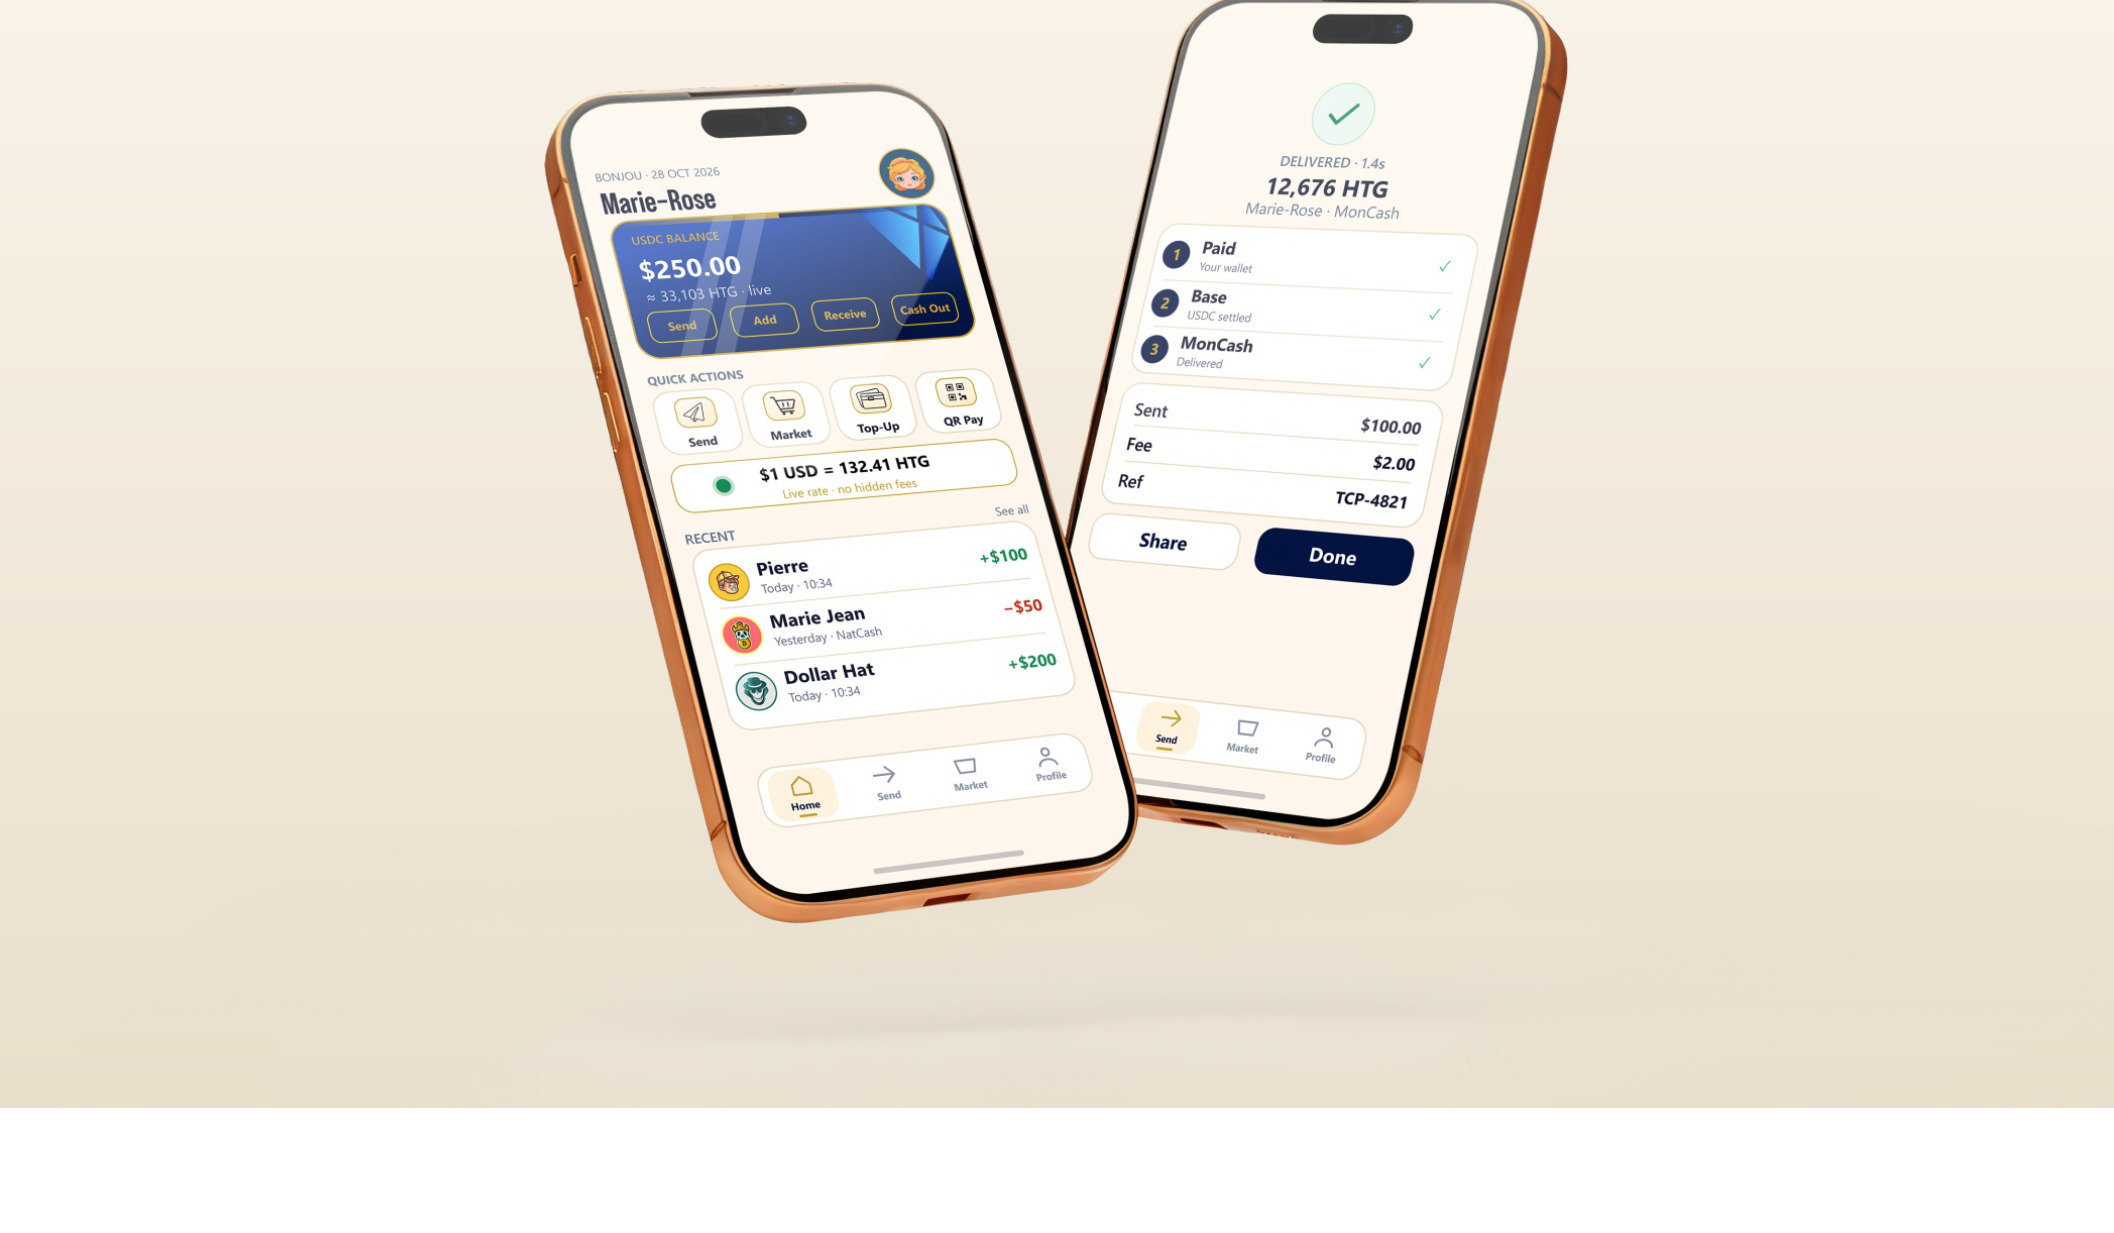 BONJOU · 28 OCT 2026
Marie-Rose
USDC BALANCE
$250.00
≈ 33,103 HTG · live
Send
Add
Receive
Cash Out
QUICK ACTIONS
Send
Market
Top-Up
QR Pay
$1 USD = 132.41 HTG
Live rate · no hidden fees
RECENT
See all
Pierre
Today · 10:34
+$100
Marie Jean
Yesterday · NatCash
−$50
Dollar Hat
Today · 10:34
+$200
Home
Send
Market
Profile
DELIVERED · 1.4s
12,676 HTG
Marie-Rose · MonCash
1
Paid
Your wallet
✓
2
Base
USDC settled
✓
3
MonCash
Delivered
✓
Sent
$100.00
Fee
$2.00
Ref
TCP-4821
Share
Done
Send
Market
Profile